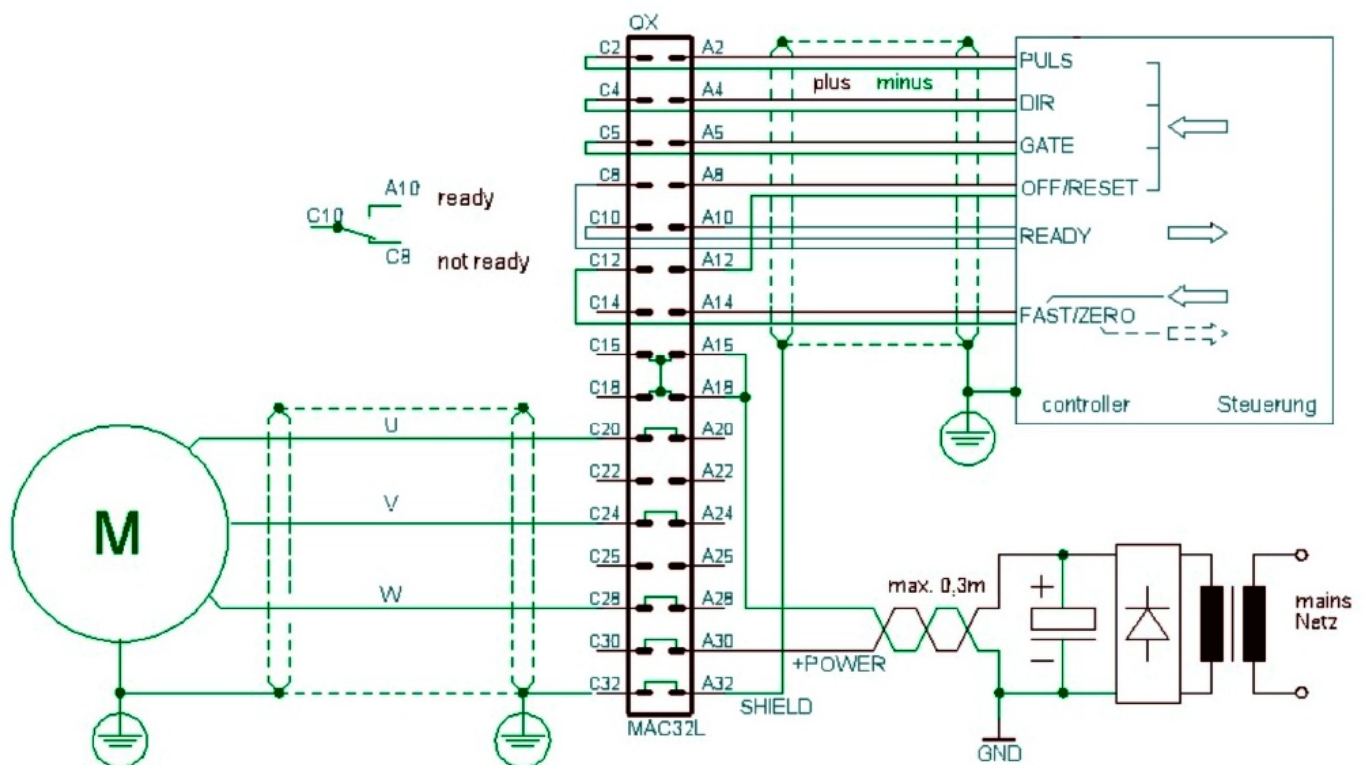 QX
C2 A2 PULS
plus minus
C4 A4 DIR
C5 A5 GATE
C8 A8 OFF/RESET
A10 ready
C10
C8 not ready
C10 A10 READY
C12 A12
C14 A14 FAST/ZERO
C15 A15
C18 A18
controller Steuerung
U C20 A20
C22 A22
V C24 A24
M
C25 A25
W C28 A28
max. 0,3m
+
mains
Netz
C30 A30
+POWER
−
C32 A32
SHIELD
MAC32L
GND